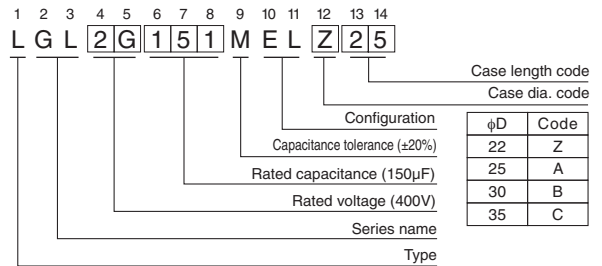 1 2 3 4 5 6 7 8 9 10 11 12 13 14
L G L 2 G 1 5 1 M E L Z 2 5
Case length code
Case dia. code
Configuration
Capacitance tolerance (±20%)
Rated capacitance (150µF)
Rated voltage (400V)
Series name
Type
φD Code
22 Z
25 A
30 B
35 C